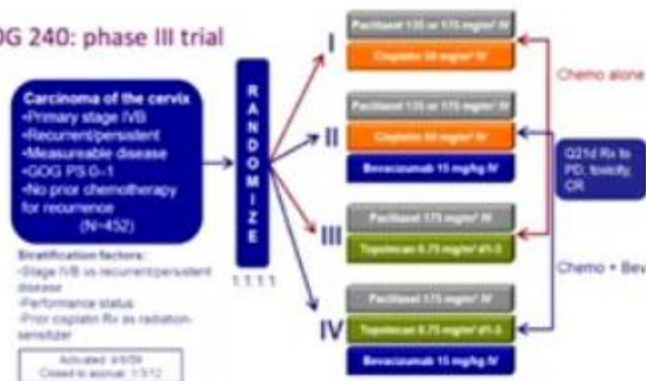 OG 240: phase III trial
Carcinoma of the cervix
•Primary stage IVB
•Recurrent/persistent
•Measureable disease
•GOG PS 0-1
•No prior chemotherapy
for recurrence
(N~452)
Stratification factors:
-Stage IVB vs recurrent/persistent
disease
-Performance status
-Prior cisplatin Rx as radiation-
sensitizer
Activated: 4/6/09
Closed to accrual: 1/3/12
R
A
N
D
O
M
I
Z
E
1 1 1 1
I
Paclitaxel 135 or 175 mg/m² IV
Cisplatin 50 mg/m² IV
II
Paclitaxel 135 or 175 mg/m² IV
Cisplatin 50 mg/m² IV
Bevacizumab 15 mg/kg IV
III
Paclitaxel 175 mg/m² IV
Topotecan 0.75 mg/m² d1-3
IV
Paclitaxel 175 mg/m² IV
Topotecan 0.75 mg/m² d1-3
Bevacizumab 15 mg/kg IV
Chemo alone
Q21d Rx to
PD, toxicity,
CR
Chemo + Bev